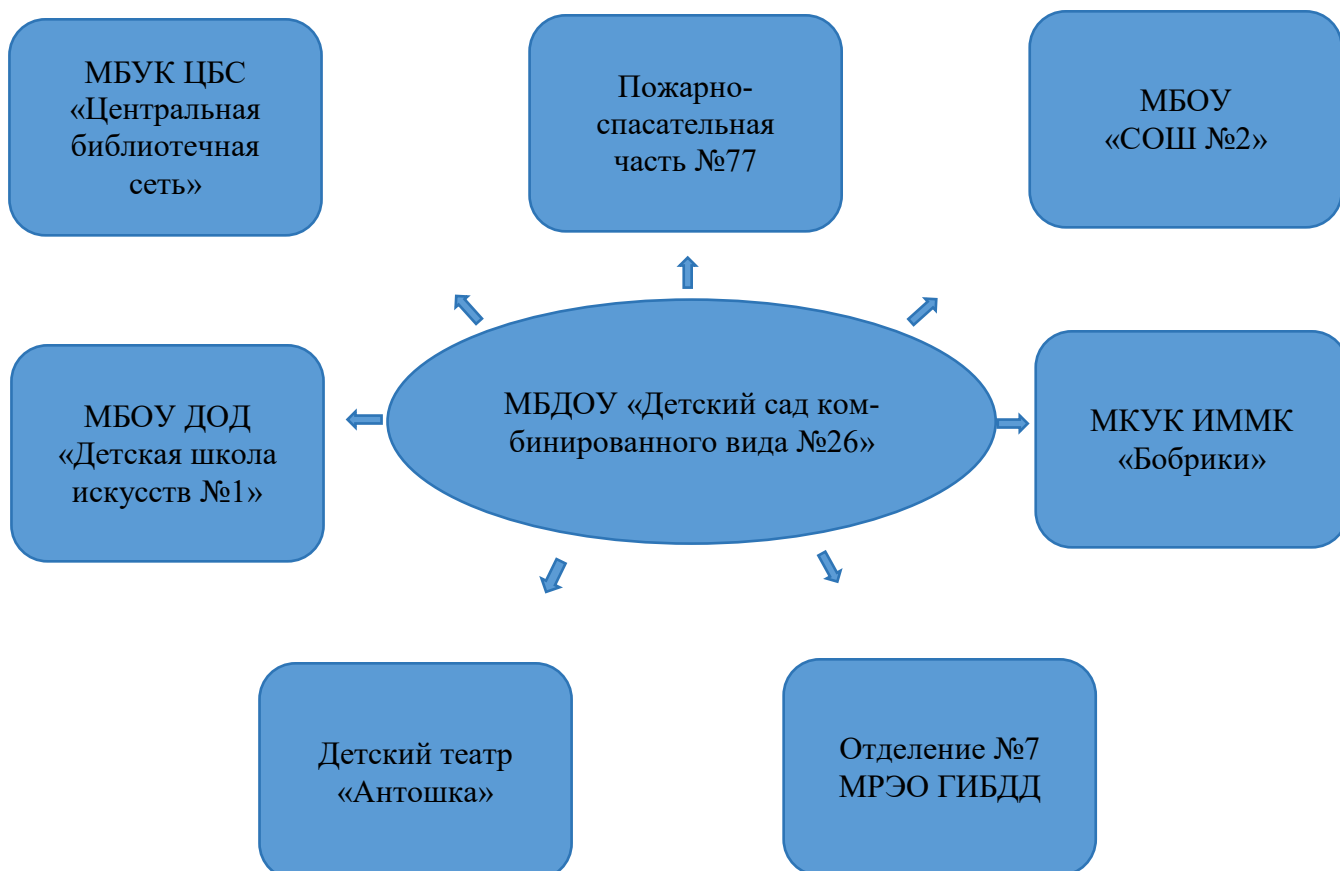 МБУК ЦБС
«Центральная
библиотечная
сеть»
Пожарно-
спасательная
часть №77
МБОУ
«СОШ №2»
МБОУ ДОД
«Детская школа
искусств №1»
МБДОУ «Детский сад ком-
бинированного вида №26»
МКУК ИММК
«Бобрики»
Детский театр
«Антошка»
Отделение №7
МРЭО ГИБДД